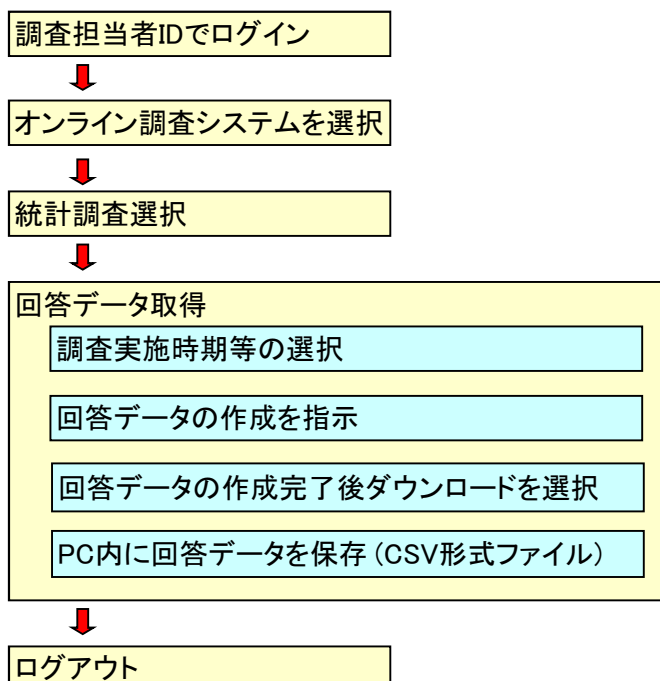 調査担当者IDでログイン
オンライン調査システムを選択
統計調査選択
回答データ取得
調査実施時期等の選択
回答データの作成を指示
回答データの作成完了後ダウンロードを選択
PC内に回答データを保存（CSV形式ファイル）
ログアウト